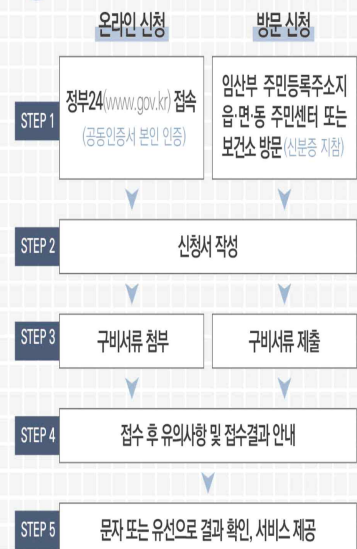 온라인 신청
방문 신청
STEP 1
정부24(www.gov.kr) 접속
(공동인증서 본인 인증)
임산부 주민등록주소지
읍·면·동 주민센터 또는
보건소 방문(신분증 지참)
STEP 2
신청서 작성
STEP 3
구비서류 첨부
구비서류 제출
STEP 4
접수 후 유의사항 및 접수결과 안내
STEP 5
문자 또는 유선으로 결과 확인, 서비스 제공